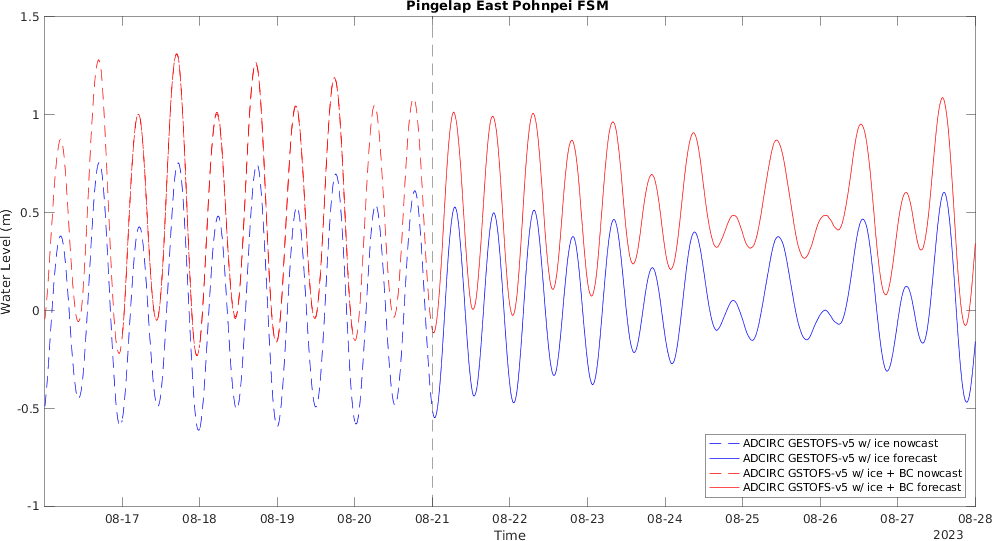 Pingelap East Pohnpei FSM
1.5
1
0.5
0
-0.5
-1
Water Level (m)
ADCIRC GESTOFS-v5 w/ ice nowcast
ADCIRC GESTOFS-v5 w/ ice forecast
ADCIRC GSTOFS-v5 w/ ice + BC nowcast
ADCIRC GSTOFS-v5 w/ ice + BC forecast
08-17 08-18 08-19 08-20 08-21 08-22 08-23 08-24 08-25 08-26 08-27 08-28
Time
2023